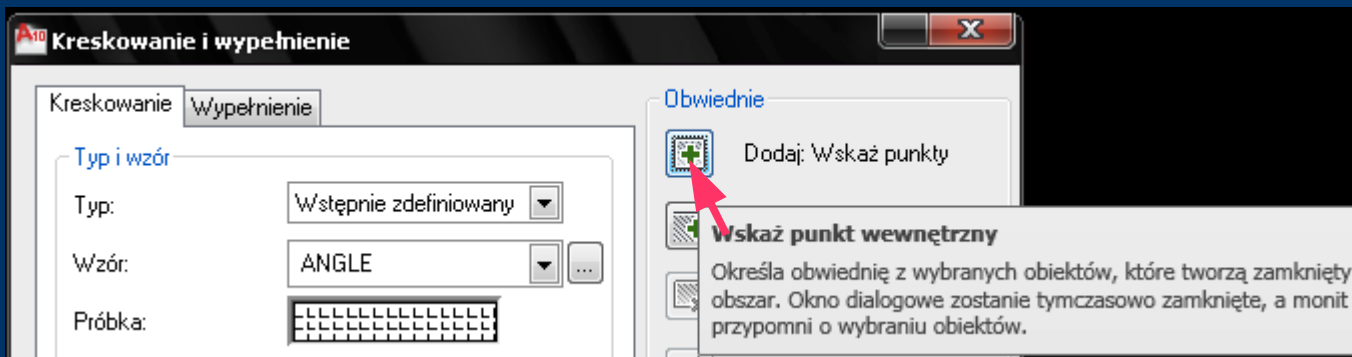 A10 Kreskowanie i wypełnienie
X
Kreskowanie Wypełnienie
Obwiednie
Typ i wzór
Dodaj: Wskaż punkty
Typ: Wstępnie zdefiniowany
Wzór: ANGLE ...
Próbka:
Wskaż punkt wewnętrzny
Określa obwiednię z wybranych obiektów, które tworzą zamknięty
obszar. Okno dialogowe zostanie tymczasowo zamknięte, a monit
przypomni o wybraniu obiektów.